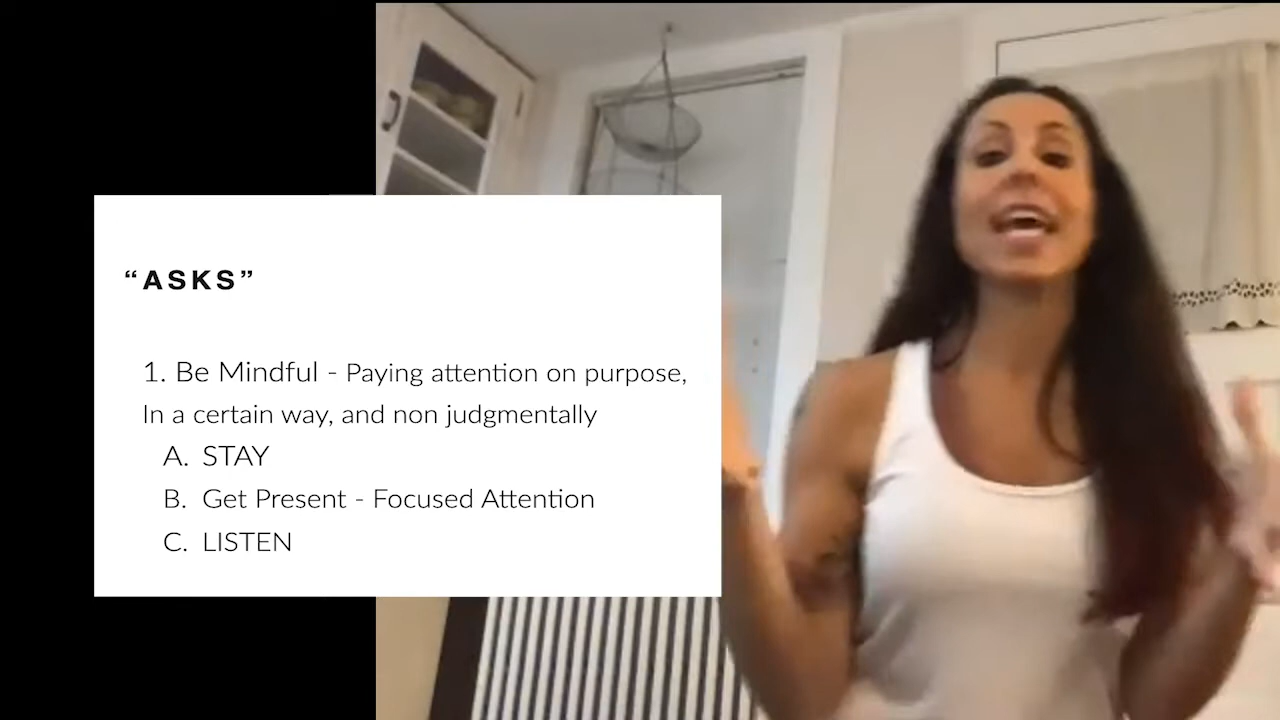 “ASKS”
1. Be Mindful - Paying attention on purpose,
In a certain way, and non judgmentally
A. STAY
B. Get Present - Focused Attention
C. LISTEN